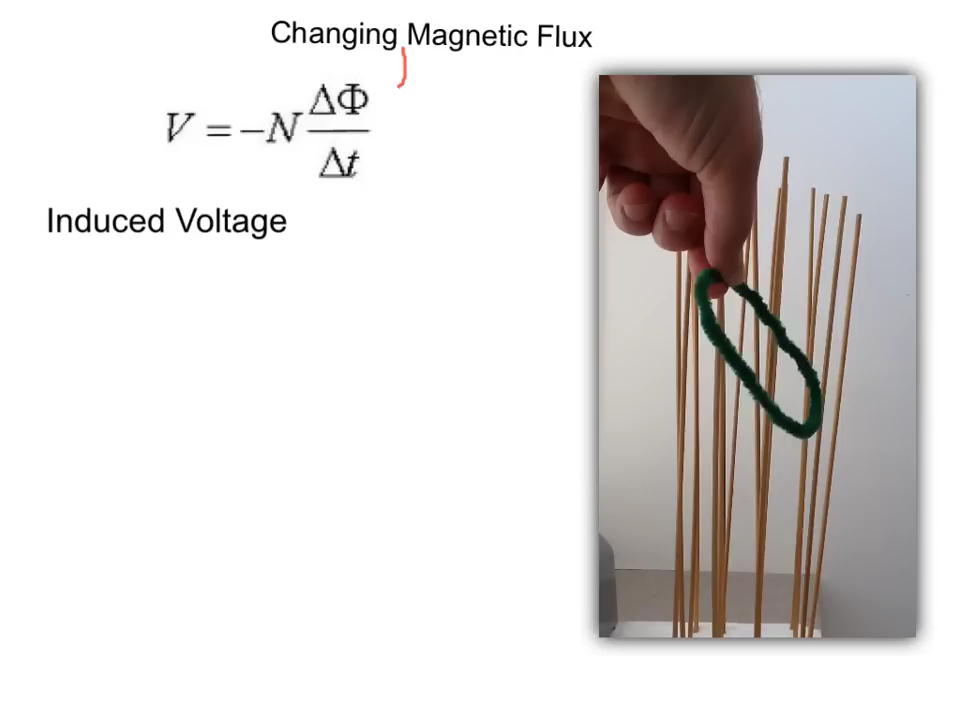 Changing Magnetic Flux
V = -N ΔΦ/Δt
Induced Voltage